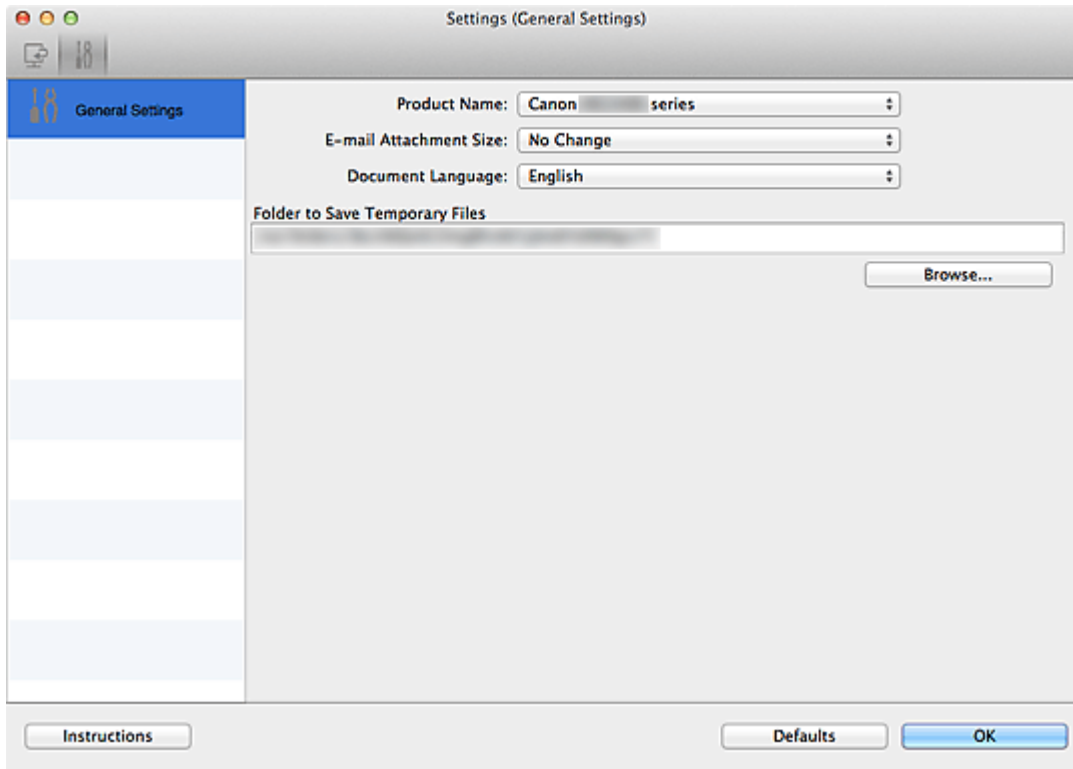 Settings (General Settings)
General Settings
Product Name: Canon series
E-mail Attachment Size: No Change
Document Language: English
Folder to Save Temporary Files
Browse...
Instructions
Defaults
OK